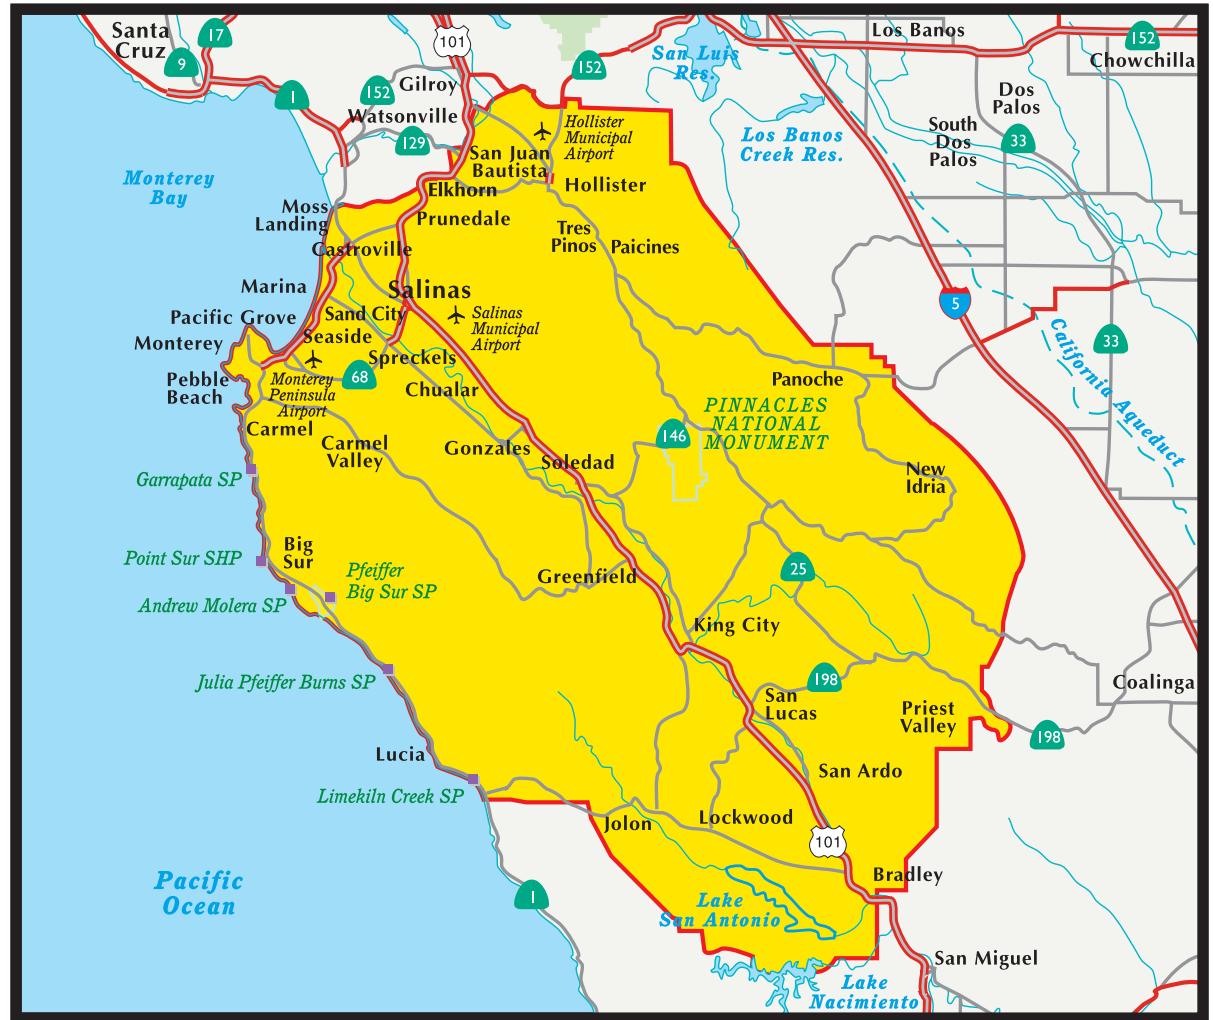 Santa
Cruz
17
9
1
152
Gilroy
Watsonville
129
101
152
San Luis
Res.
Los Banos
152
Chowchilla
Dos
Palos
South
Dos
Palos
33
Los Banos
Creek Res.
Hollister
Municipal
Airport
San Juan
Bautista
Hollister
Elkhorn
Monterey
Bay
Moss
Landing
Prunedale
Tres
Pinos
Paicines
Castroville
Marina
Salinas
Sand City
Salinas
Municipal
Airport
5
Pacific Grove
Seaside
Monterey
Spreckels
68
Monterey
Peninsula
Airport
Pebble
Beach
Chualar
Panoche
33
California Aqueduct
PINNACLES
NATIONAL
MONUMENT
146
Carmel
Carmel
Valley
Gonzales
Soledad
New
Idria
Garrapata SP
Big
Sur
Point Sur SHP
Pfeiffer
Big Sur SP
Andrew Molera SP
Greenfield
25
King City
Julia Pfeiffer Burns SP
198
San
Lucas
Priest
Valley
Coalinga
198
Lucia
San Ardo
Limekiln Creek SP
Jolon
Lockwood
101
Bradley
Pacific
Ocean
1
Lake
San Antonio
San Miguel
Lake
Nacimiento